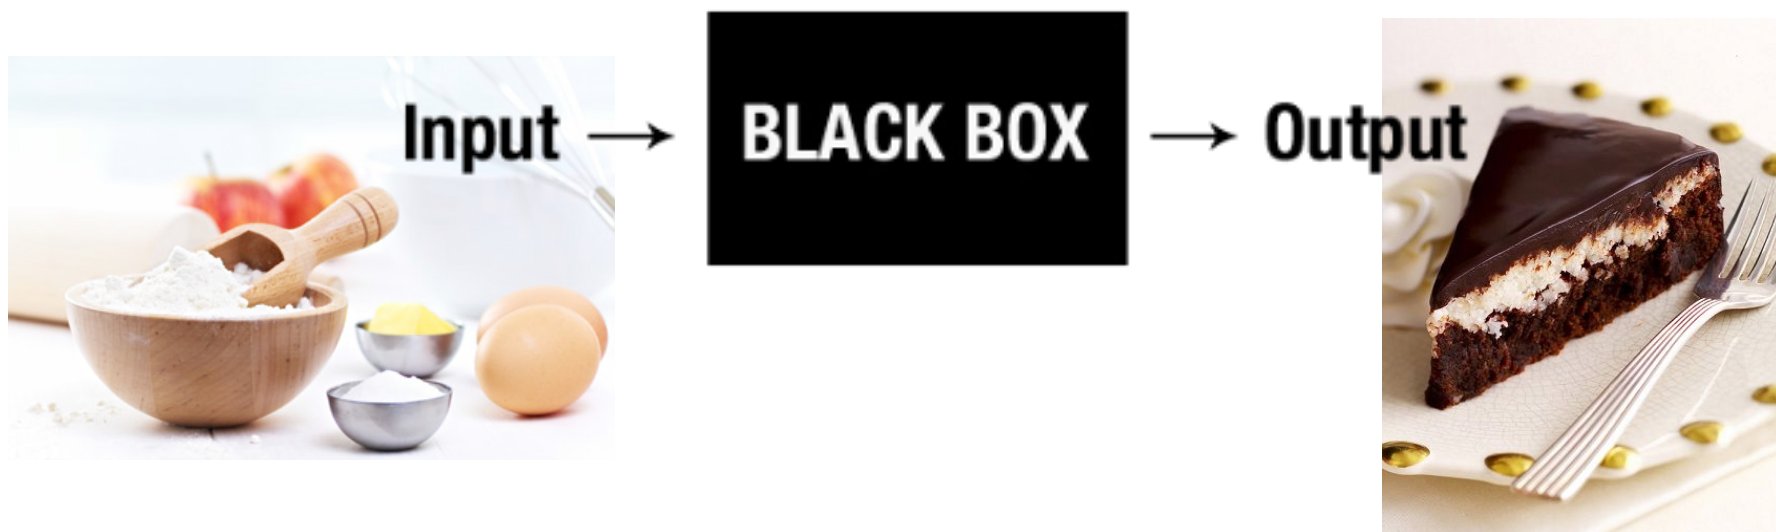 Input → BLACK BOX → Output